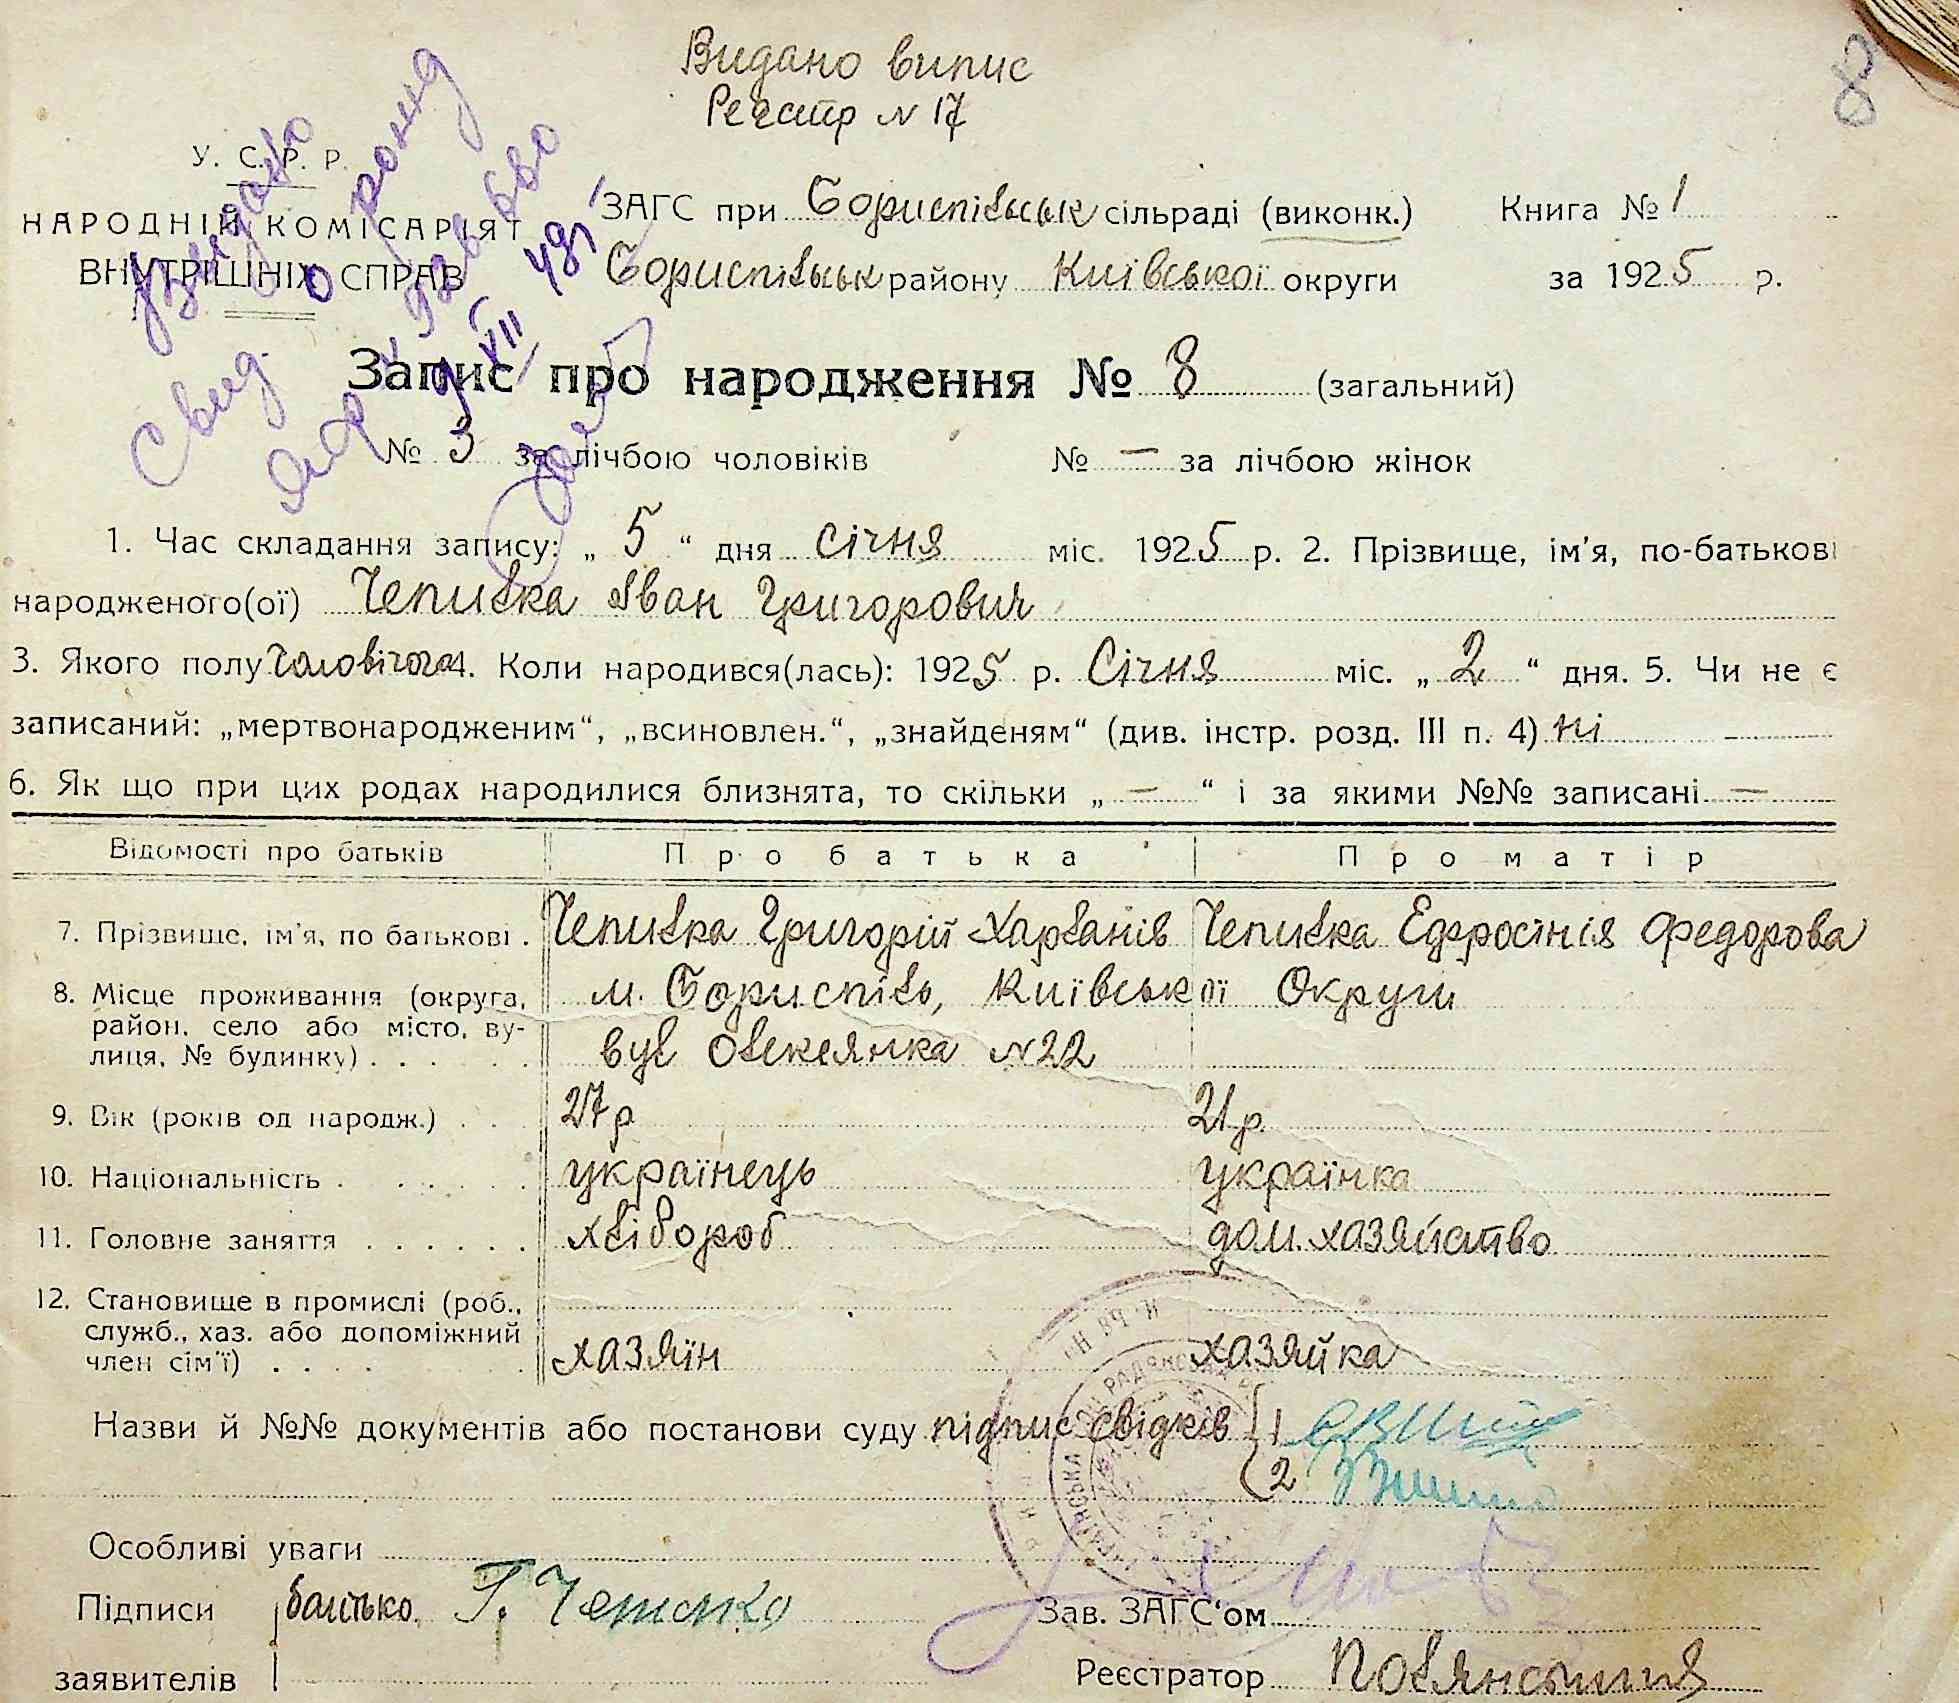 Видано випис
Реєстр № 17
8
У. С. Р. Р.
НАРОДНІЙ КОМІСАРІЯТ
ВНУТРІШНІХ СПРАВ
ЗАГС при Бориспільськ сільраді (виконк.)
Книга № 1
Бориспільськ району Київської округи
за 1925 р.
Видано
Свид. о рожд
Запис про народження № 8 (загальний)
№ 3 за лічбою чоловіків № — за лічбою жінок
1. Час складання запису: „ 5 “ дня січня міс. 1925 р. 2. Прізвище, ім'я, по-батькові
народженого(ої) Чепилка Іван Григорович
3. Якого полу Чоловічого 4. Коли народився(лась): 1925 р. Січня міс. „ 2 “ дня. 5. Чи не є
записаний: „мертвонародженим“, „всиновлен.“, „знайденям“ (див. інстр. розд. III п. 4) ні
6. Як що при цих родах народилися близнята, то скільки „ — “ і за якими №№ записані —
Відомості про батьків Про батька Про матір
7. Прізвище, ім'я, по батькові . Чепилка Григорій Харланів Чепилка Ефросінія Федорова
8. Місце проживання (округа, м. Бориспіль, Київської Округи
район, село або місто, ву-
лиця, № будинку) . . . . . вул №22
9. Вік (років од народж.) . . 27 р 21 р.
10. Національність . . . . . українець українка
11. Головне заняття . . . . . . хлібороб дом. хазяйство
12. Становище в промислі (роб.,
служб., хаз. або допоміжний
член сім'ї) . . . . хазяїн хазяйка
Назви й №№ документів або постанови суду підпис свідків 1
2
Особливі уваги
Підписи батько. Г.
Зав. ЗАГС'ом
заявителів
Реєстратор